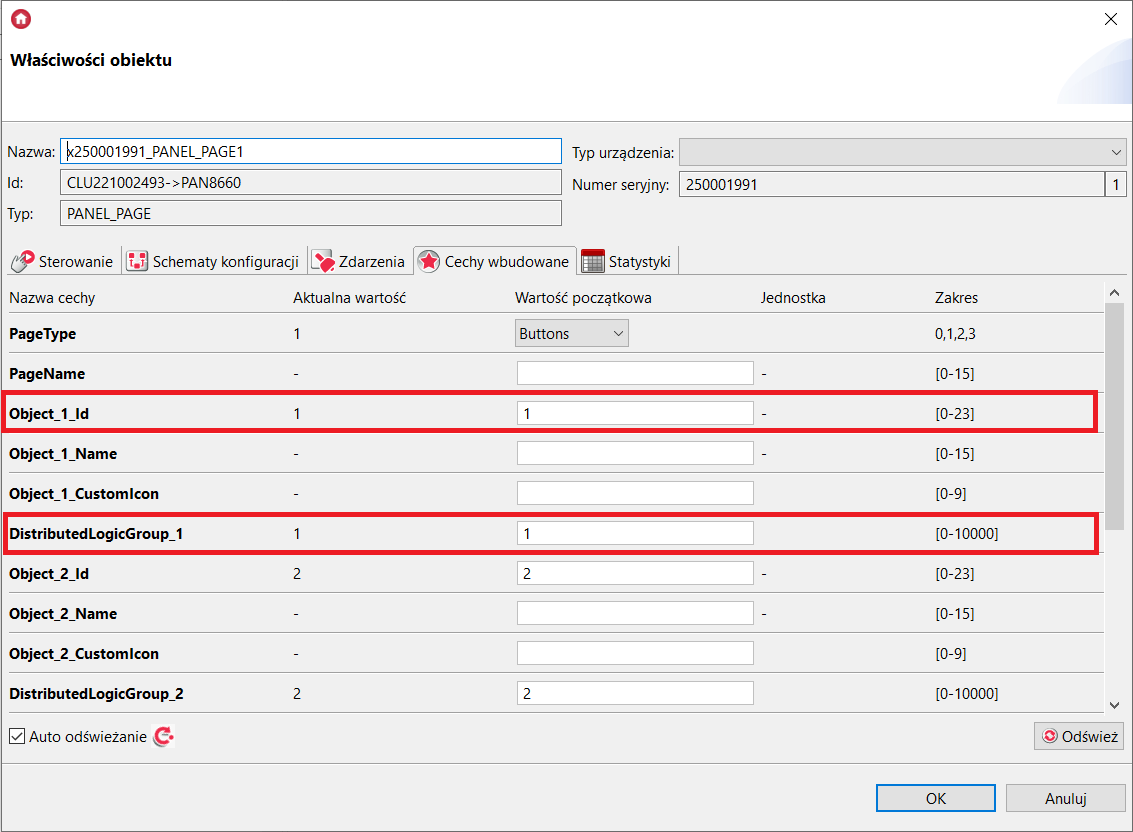 Właściwości obiektu
Nazwa: x250001991_PANEL_PAGE1 Typ urządzenia:
Id: CLU221002493->PAN8660 Numer seryjny: 250001991 1
Typ: PANEL_PAGE
Sterowanie Schematy konfiguracji Zdarzenia Cechy wbudowane Statystyki
Nazwa cechy Aktualna wartość Wartość początkowa Jednostka Zakres
PageType 1 Buttons 0,1,2,3
PageName - - [0-15]
Object_1_Id 1 1 - [0-23]
Object_1_Name - - [0-15]
Object_1_CustomIcon - [0-9]
DistributedLogicGroup_1 1 1 [0-10000]
Object_2_Id 2 2 - [0-23]
Object_2_Name - - [0-15]
Object_2_CustomIcon - [0-9]
DistributedLogicGroup_2 2 2 [0-10000]
Auto odświeżanie Odśwież
OK Anuluj